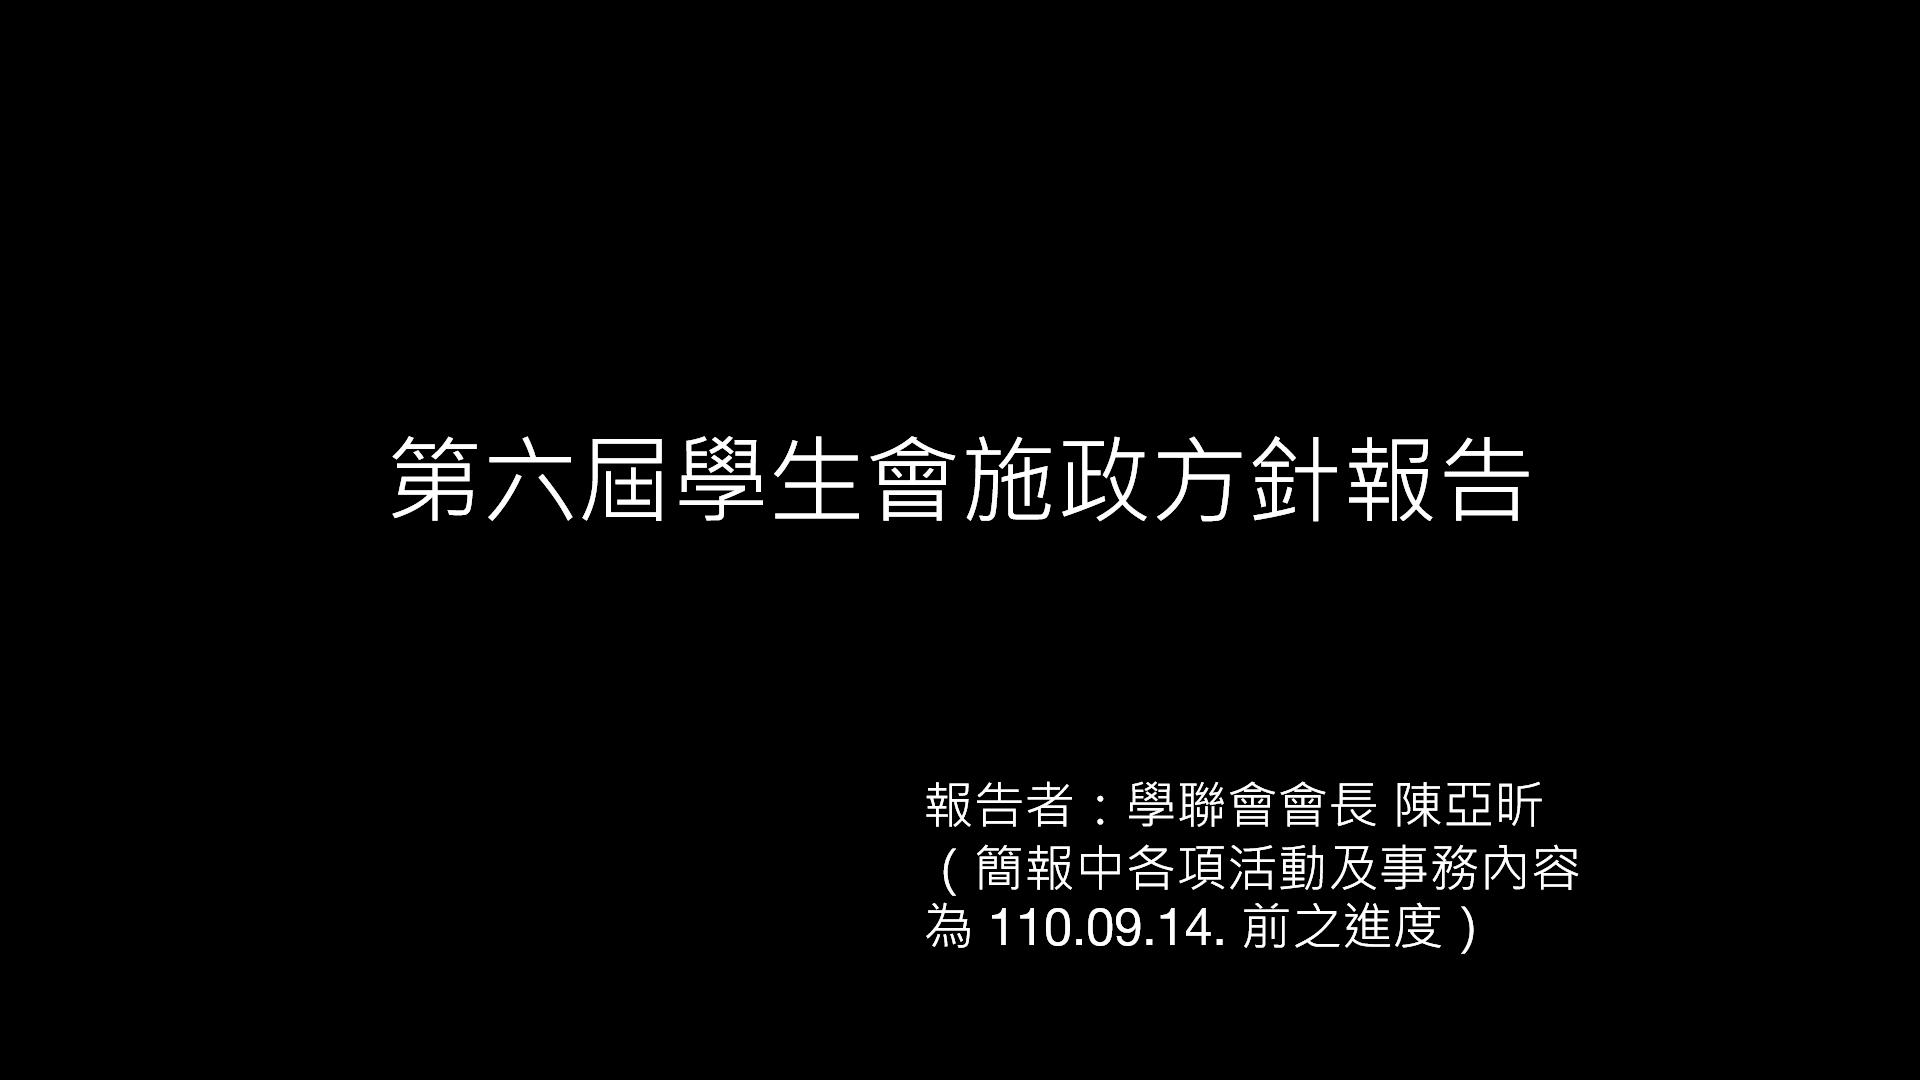 第六屆學生會施政方針報告
報告者：學聯會會長 陳亞昕
（簡報中各項活動及事務內容
為 110.09.14. 前之進度）